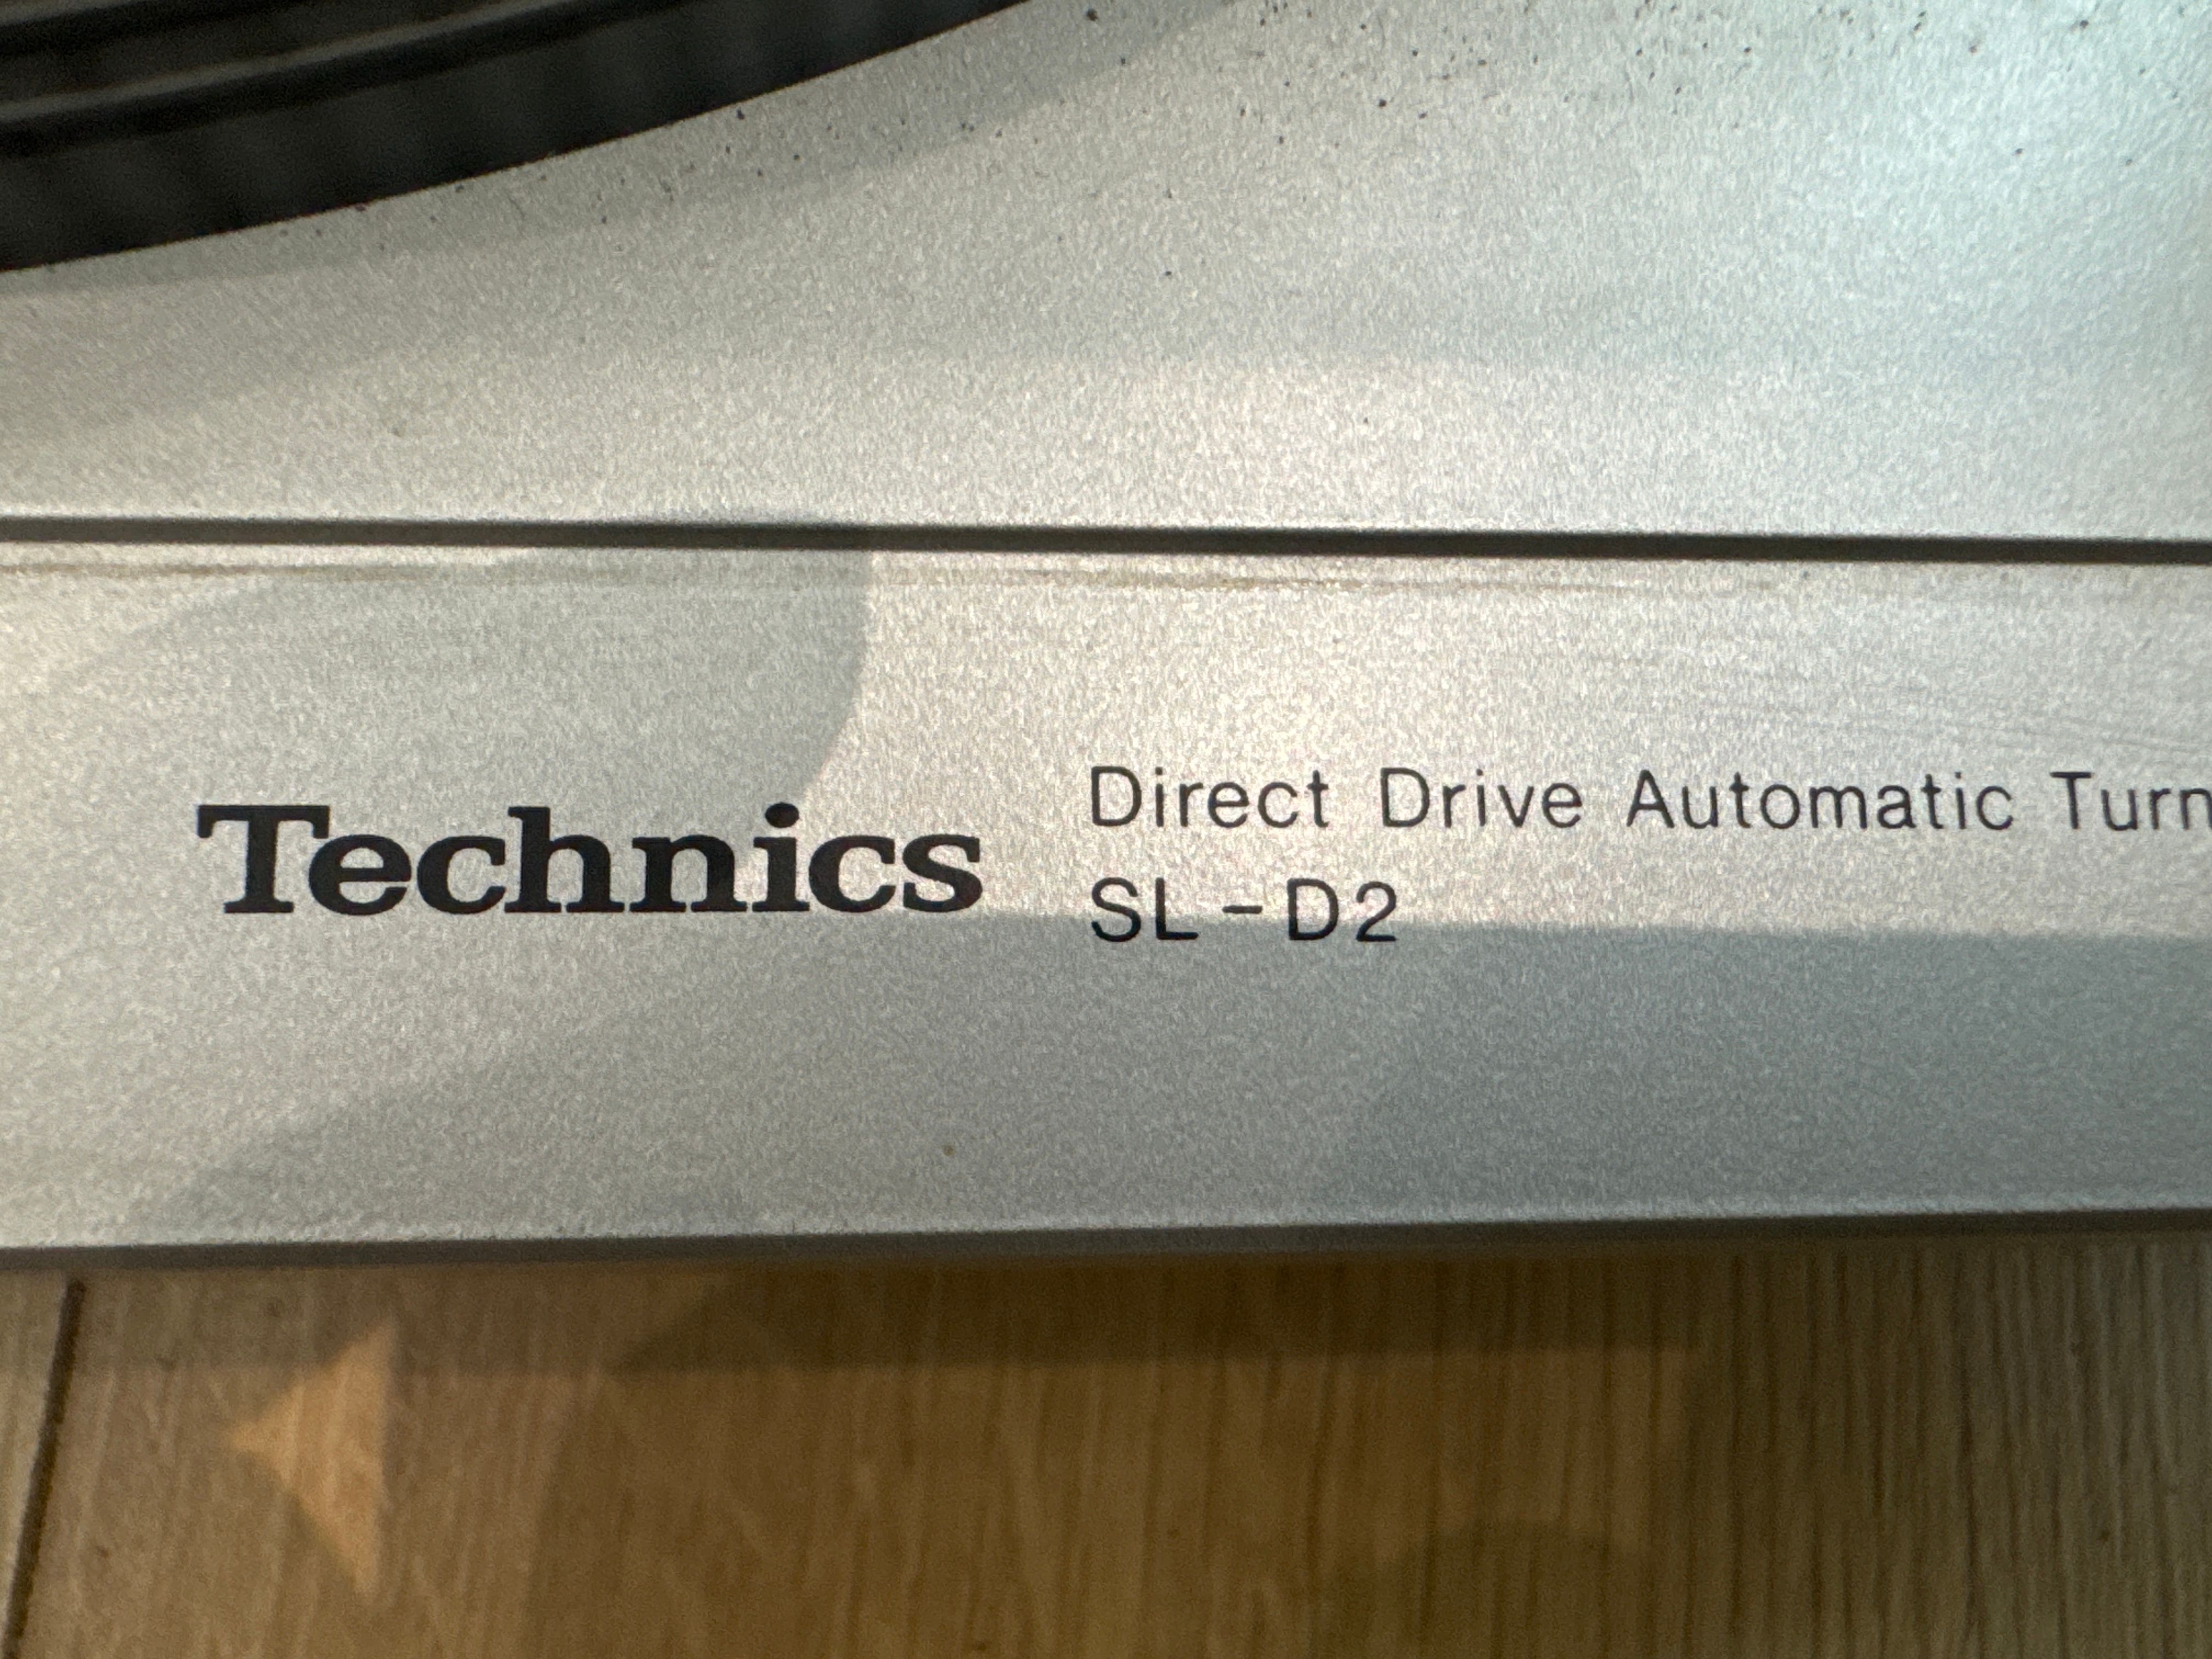 Technics
Direct Drive Automatic Turn
SL-D2